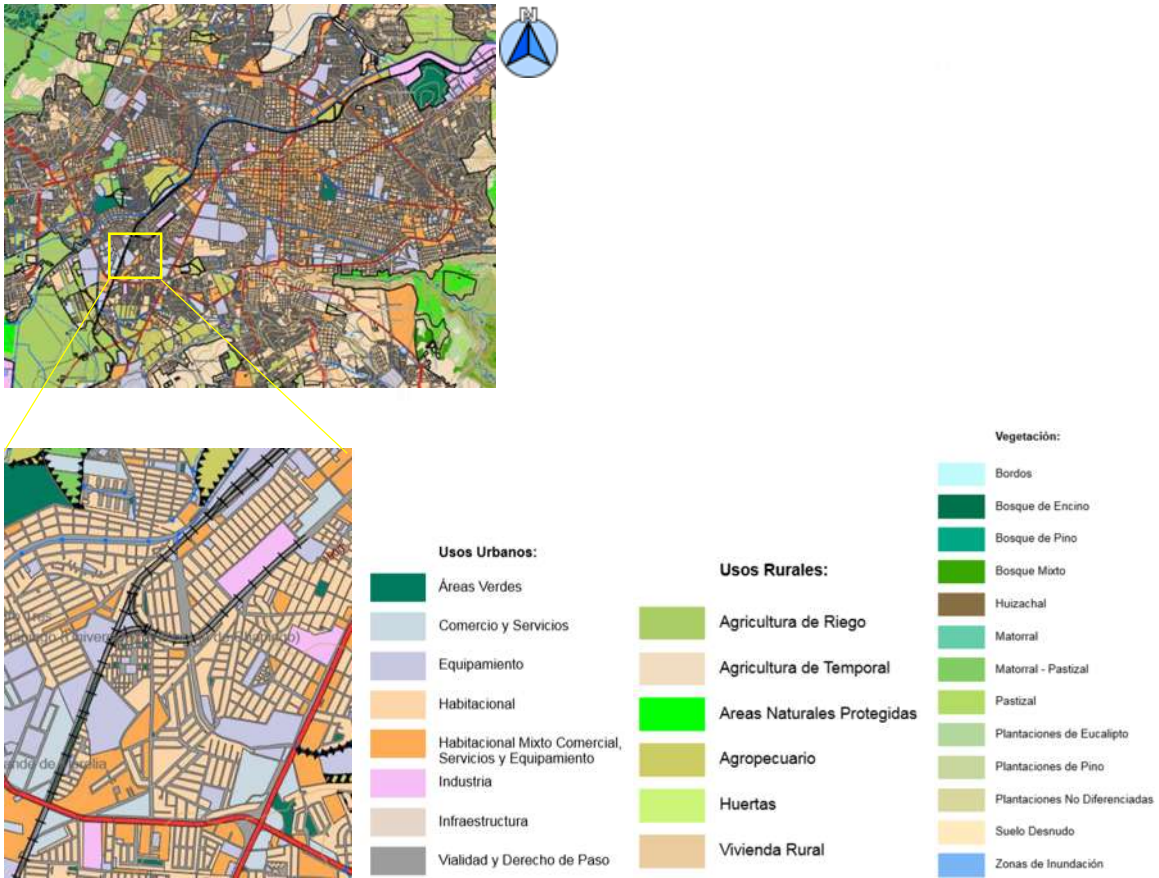 N
ande de Morelia
Usos Urbanos:
Áreas Verdes
Comercio y Servicios
Equipamiento
Habitacional
Habitacional Mixto Comercial,
Servicios y Equipamiento
Industria
Infraestructura
Vialidad y Derecho de Paso
Usos Rurales:
Agricultura de Riego
Agricultura de Temporal
Areas Naturales Protegidas
Agropecuario
Huertas
Vivienda Rural
Vegetación:
Bordos
Bosque de Encino
Bosque de Pino
Bosque Mixto
Huizachal
Matorral
Matorral - Pastizal
Pastizal
Plantaciones de Eucalipto
Plantaciones de Pino
Plantaciones No Diferenciadas
Suelo Desnudo
Zonas de Inundación